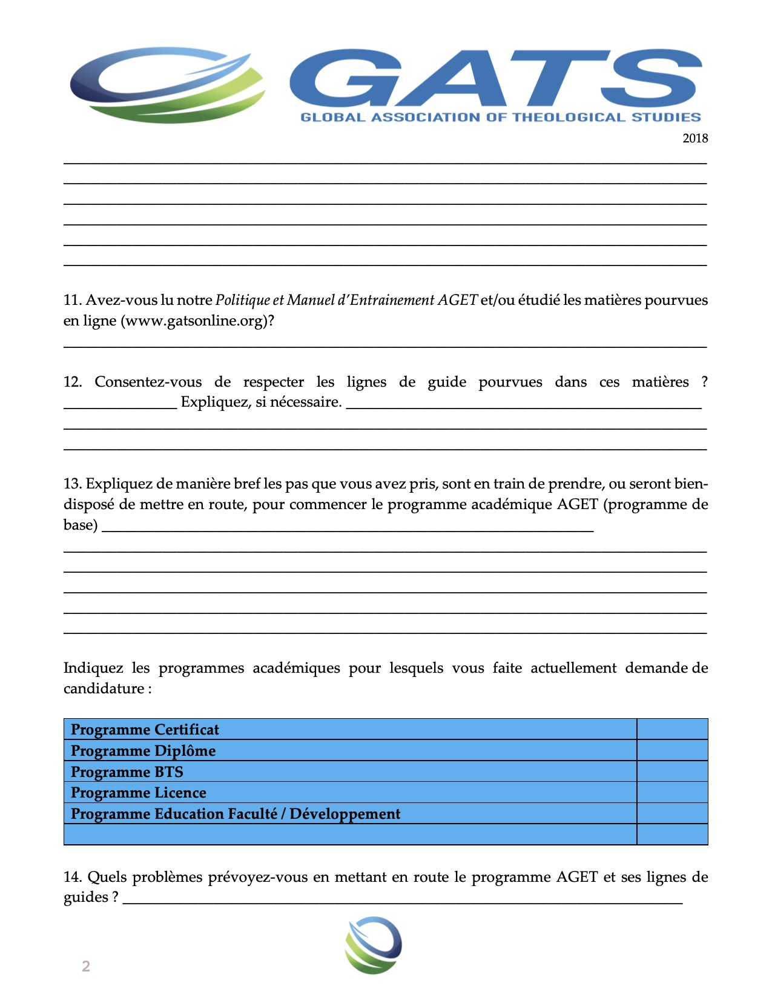 GATS
GLOBAL ASSOCIATION OF THEOLOGICAL STUDIES
2018
11. Avez-vous lu notre Politique et Manuel d’Entrainement AGET et/ou étudié les matières pourvues
en ligne (www.gatsonline.org)?
12. Consentez-vous de respecter les lignes de guide pourvues dans ces matières ?
_______________ Expliquez, si nécessaire. _______________________________________________
13. Expliquez de manière bref les pas que vous avez pris, sont en train de prendre, ou seront bien-
disposé de mettre en route, pour commencer le programme académique AGET (programme de
base) _________________________________________________________________
Indiquez les programmes académiques pour lesquels vous faite actuellement demande de
candidature :
Programme Certificat
Programme Diplôme
Programme BTS
Programme Licence
Programme Education Faculté / Développement
14. Quels problèmes prévoyez-vous en mettant en route le programme AGET et ses lignes de
guides ? __________________________________________________________________________
2